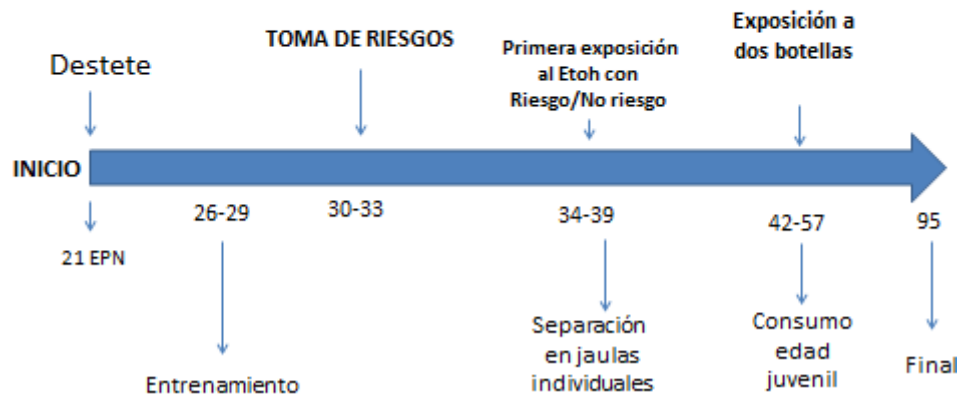 Destete
TOMA DE RIESGOS
Primera exposición
al Etoh con
Riesgo/No riesgo
Exposición a
dos botellas
INICIO
21 EPN
26-29
30-33
34-39
42-57
95
Entrenamiento
Separación
en jaulas
individuales
Consumo
edad
juvenil
Final